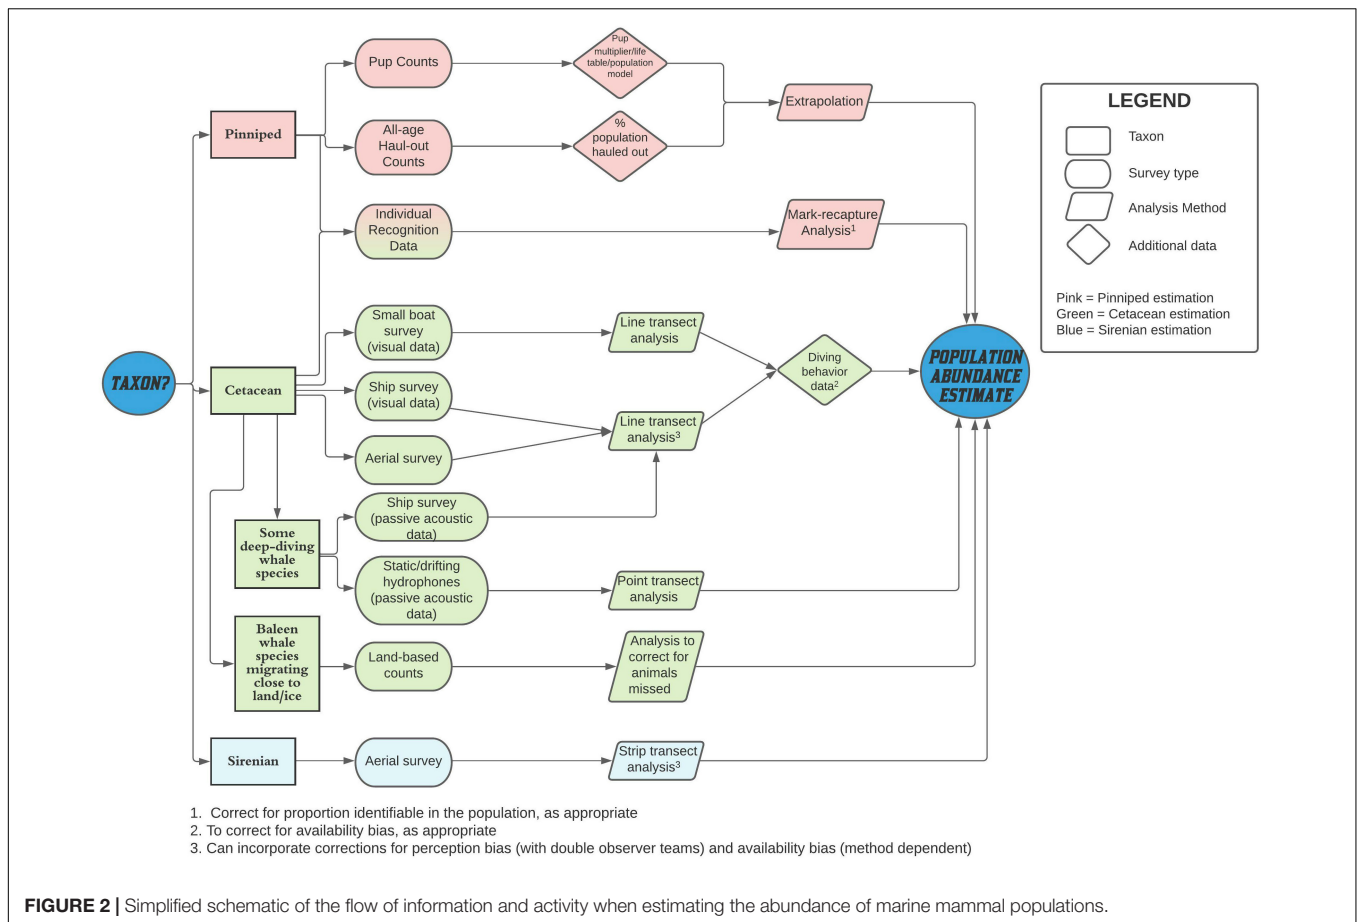 Pup Counts
Pup
multiplier/life
table/population
model
Extrapolation
Pinniped
All-age
Haul-out
Counts
%
population
hauled out
Individual
Recognition
Data
Mark-recapture
Analysis1
LEGEND
Taxon
Survey type
Analysis Method
Additional data
Pink = Pinniped estimation
Green = Cetacean estimation
Blue = Sirenian estimation
TAXON?
Cetacean
Small boat
survey
(visual data)
Line transect
analysis
Ship survey
(visual data)
Aerial survey
Line transect
analysis3
Diving
behavior
data2
POPULATION
ABUNDANCE
ESTIMATE
Some
deep-diving
whale
species
Ship survey
(passive acoustic
data)
Static/drifting
hydrophones
(passive acoustic
data)
Point transect
analysis
Baleen
whale
species
migrating
close to
land/ice
Land-based
counts
Analysis to
correct for
animals
missed
Sirenian
Aerial survey
Strip transect
analysis3
1. Correct for proportion identifiable in the population, as appropriate
2. To correct for availability bias, as appropriate
3. Can incorporate corrections for perception bias (with double observer teams) and availability bias (method dependent)
FIGURE 2 | Simplified schematic of the flow of information and activity when estimating the abundance of marine mammal populations.